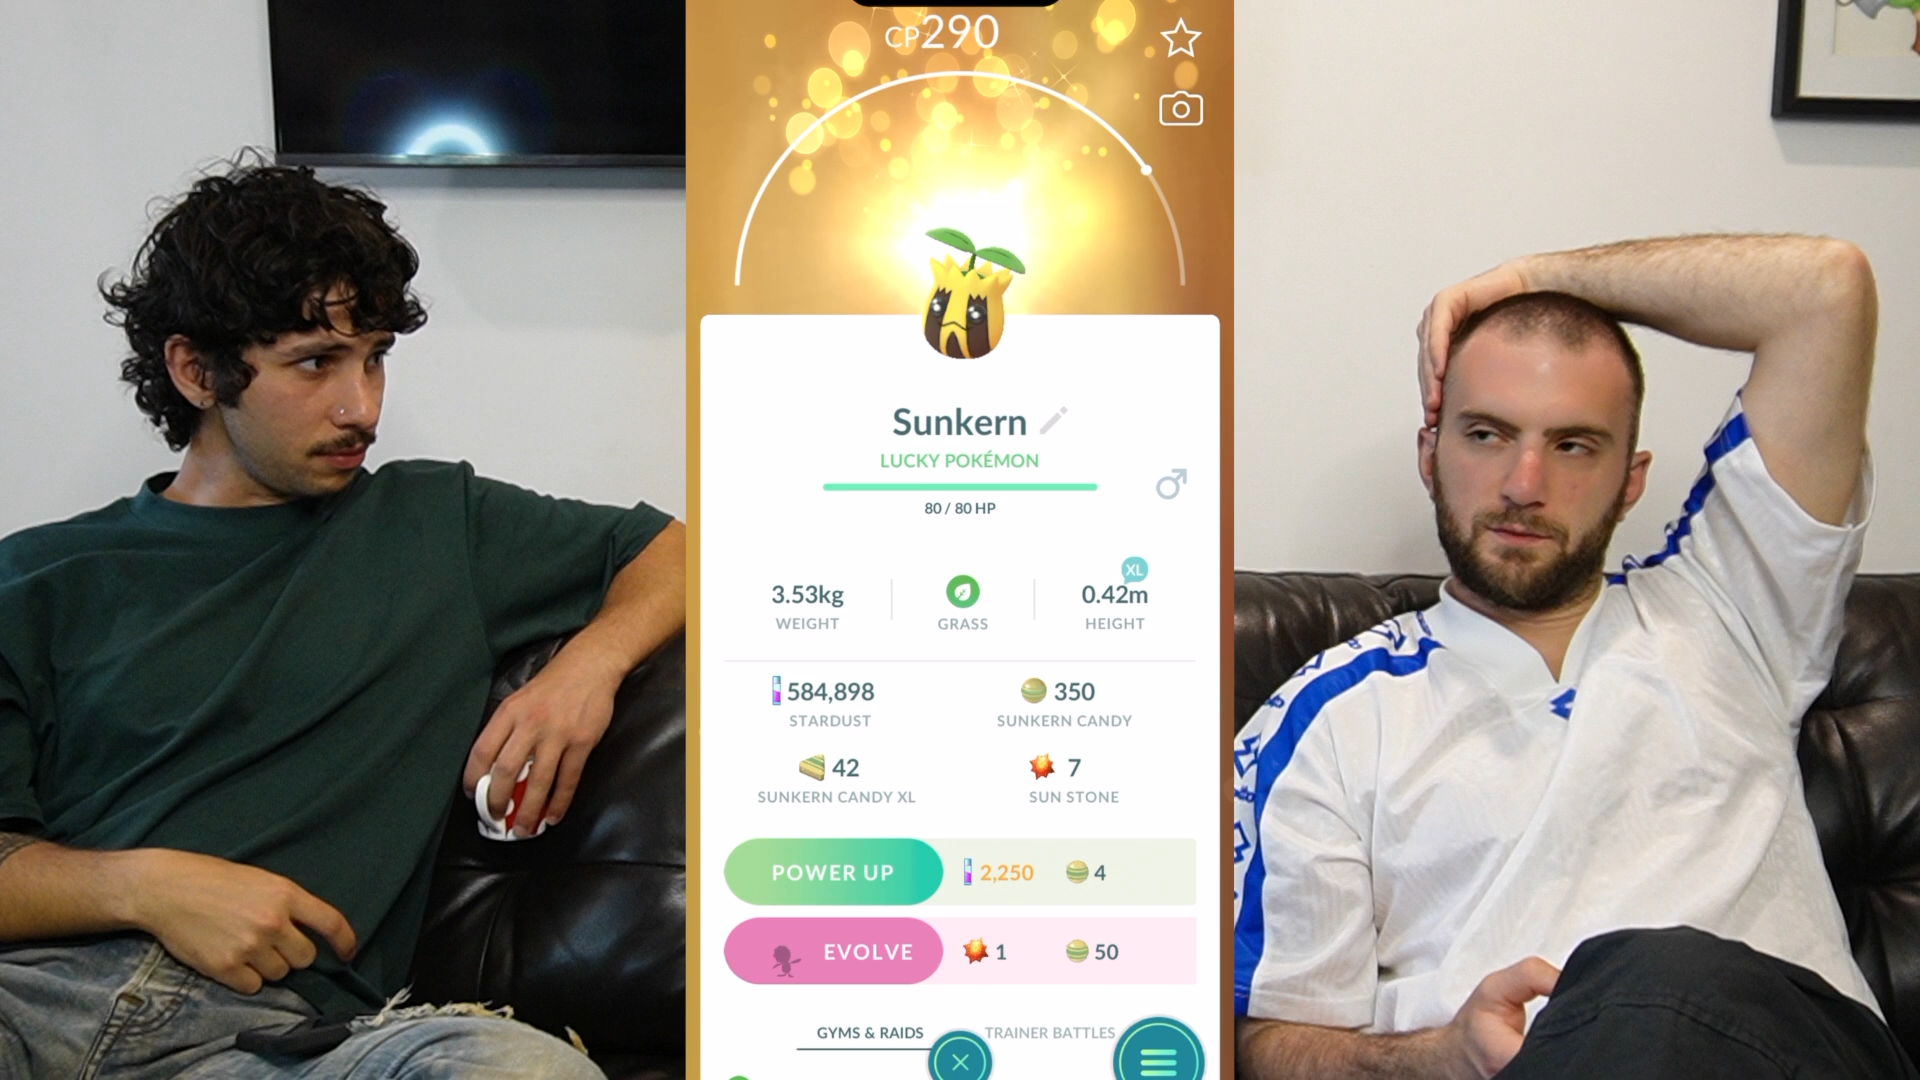 CP290
Sunkern
LUCKY POKÉMON
80 / 80 HP
XL
3.53kg
0.42m
WEIGHT
GRASS
HEIGHT
584,898
350
STARDUST
SUNKERN CANDY
42
7
SUNKERN CANDY XL
SUN STONE
POWER UP
2,250
4
EVOLVE
1
50
GYMS & RAIDS
TRAINER BATTLES